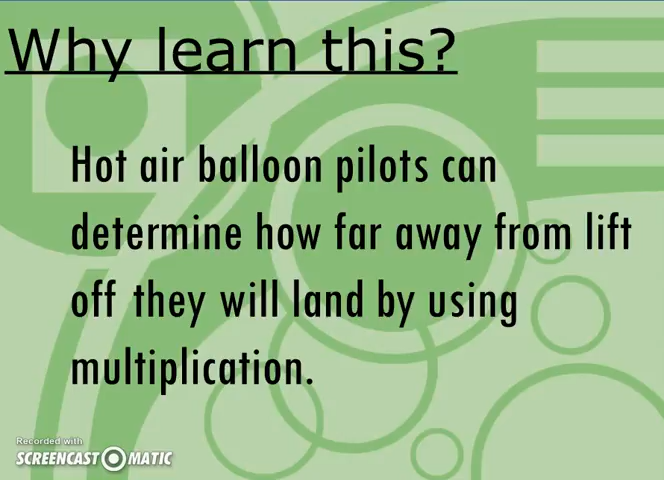 Why learn this?
Hot air balloon pilots can
determine how far away from lift
off they will land by using
multiplication.
Recorded with
SCREENCAST MATIC